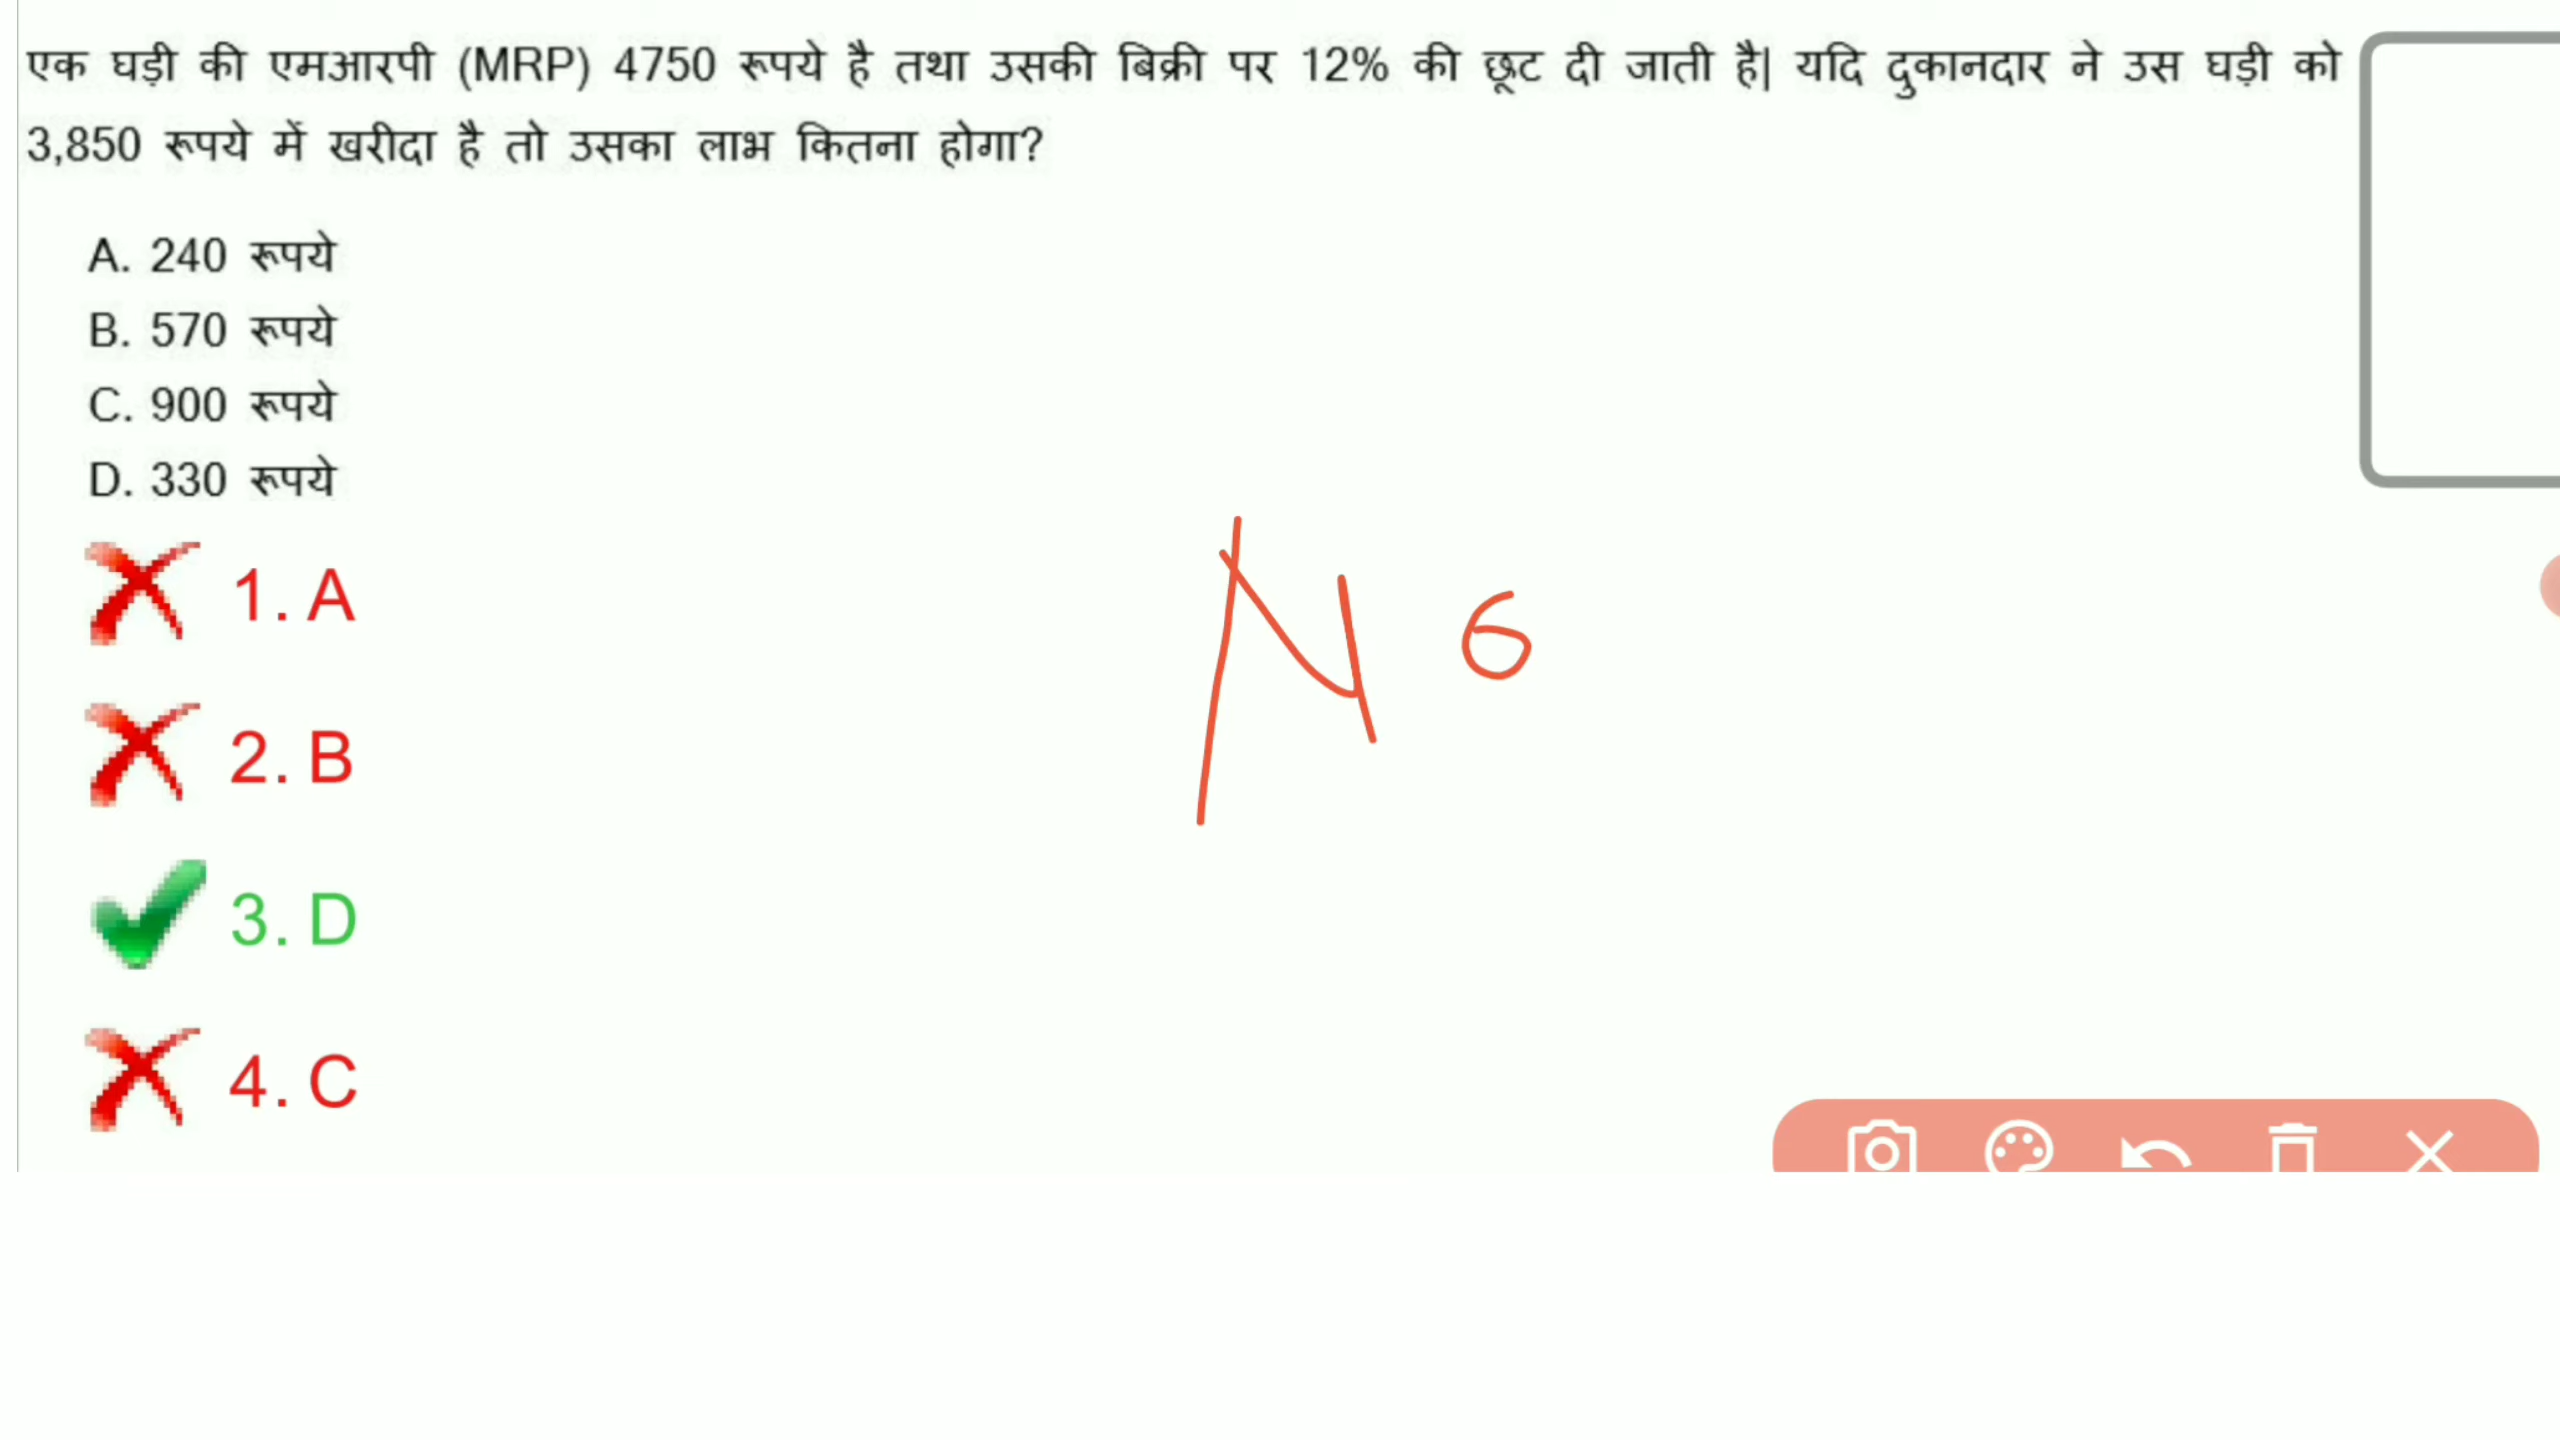 एक घड़ी की एमआरपी (MRP) 4750 रूपये है तथा उसकी बिक्री पर 12% की छूट दी जाती है| यदि दुकानदार ने उस घड़ी को
3,850 रूपये में खरीदा है तो उसका लाभ कितना होगा?
A. 240 रूपये
B. 570 रूपये
C. 900 रूपये
D. 330 रूपये
1. A
2. B
3. D
4. C
N 6